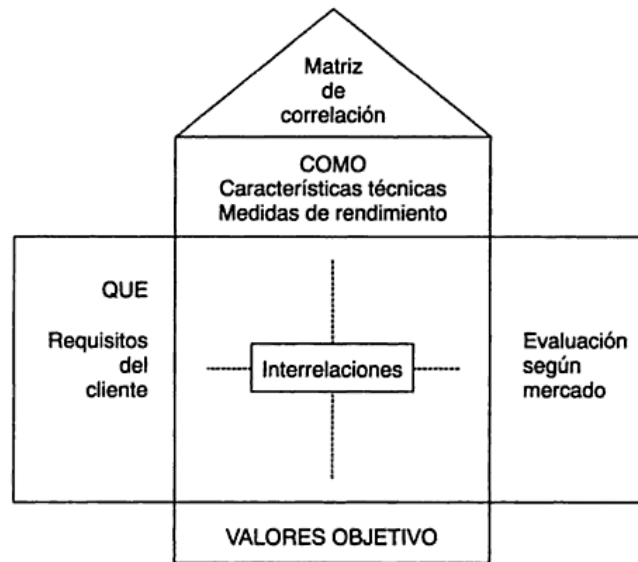 Matriz
de
correlación
COMO
Características técnicas
Medidas de rendimiento
QUE
Requisitos
del
cliente
Interrelaciones
Evaluación
según
mercado
VALORES OBJETIVO